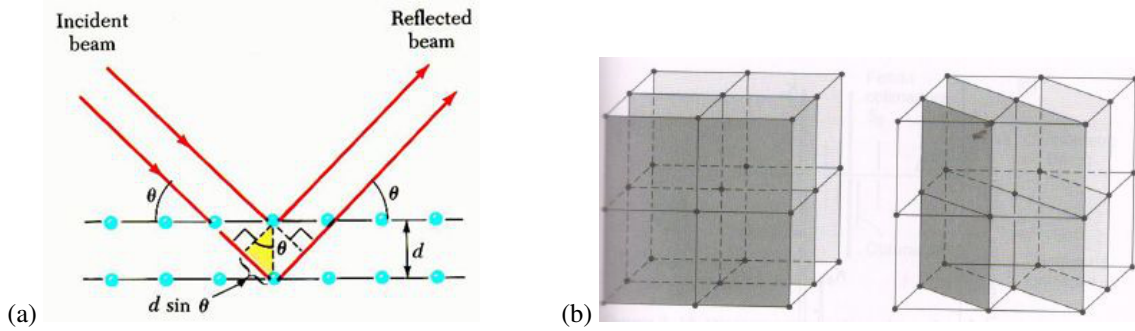 Incident
beam
Reflected
beam
θ
θ
θ
d
d sin θ
(a)
(b)